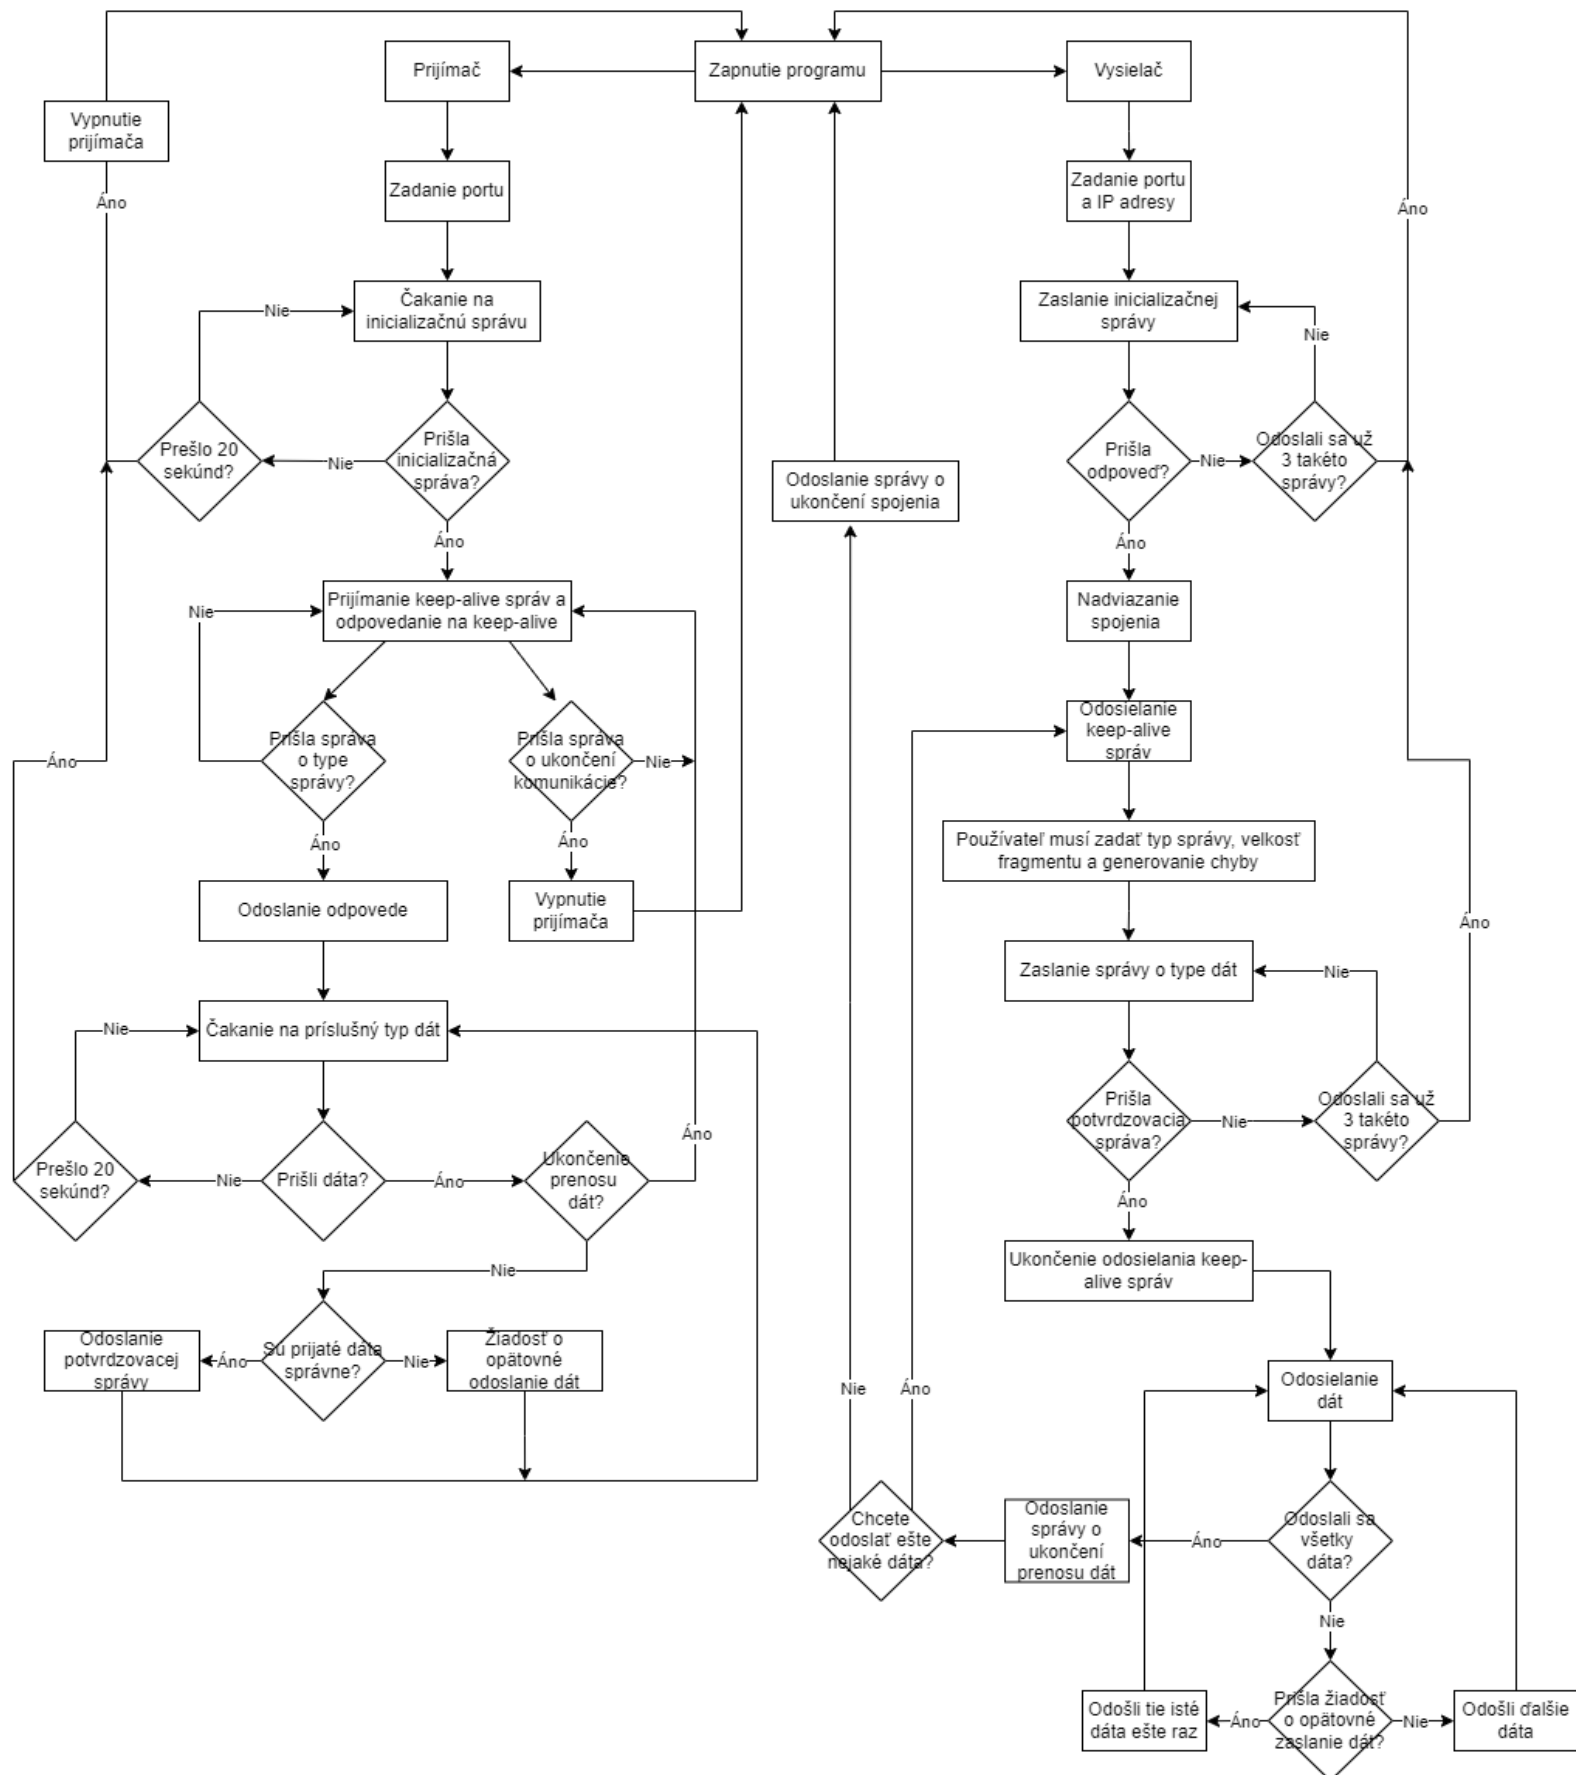 Prijímač
Zapnutie programu
Vysielač
Vypnutie
prijímača
Áno
Zadanie portu
Zadanie portu
a IP adresy
Áno
Čakanie na
inicializačnú správu
Nie
Zaslanie inicializačnej
správy
Nie
Prešlo 20
sekúnd?
Nie
Prišla
inicializačná
správa?
Odoslanie správy o
ukončení spojenia
Prišla
odpoveď?
Nie
Odoslali sa už
3 takéto
správy?
Áno
Áno
Nie
Prijímanie keep-alive správ a
odpovedanie na keep-alive
Nadviazanie
spojenia
Áno
Prišla správa
o type
správy?
Prišla správa
o ukončení
komunikácie?
Nie
Odosielanie
keep-alive
správ
Áno
Áno
Používateľ musí zadať typ správy, velkosť
fragmentu a generovanie chyby
Odoslanie odpovede
Vypnutie
prijímača
Áno
Zaslanie správy o type dát
Nie
Nie
Čakanie na príslušný typ dát
Prešlo 20
sekúnd?
Nie
Prišli dáta?
Áno
Ukončenie
prenosu
dát?
Áno
Prišla
potvrdzovacia
správa?
Nie
Odoslali sa už
3 takéto
správy?
Áno
Nie
Ukončenie odosielania keep-
alive správ
Odoslanie
potvrdzovacej
správy
Áno
Sú prijaté dáta
správne?
Nie
Žiadosť o
opätovné
odoslanie dát
Nie
Áno
Odosielanie
dát
Chcete
odoslať ešte
nejaké dáta?
Odoslanie
správy o
ukončení
prenosu dát
Áno
Odoslali sa
všetky
dáta?
Nie
Odošli tie isté
dáta ešte raz
Áno
Prišla žiadosť
o opätovné
zaslanie dát?
Nie
Odošli ďalšie
dáta